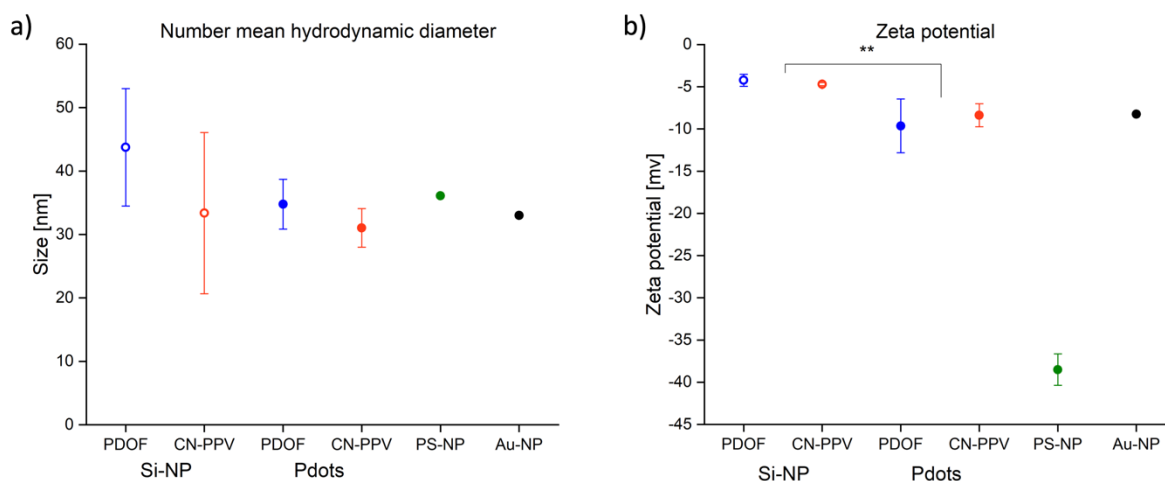 a)
Number mean hydrodynamic diameter
60
50
40
30
20
10
0
Size [nm]
PDOF CN-PPV PDOF CN-PPV PS-NP Au-NP
Si-NP Pdots
b)
Zeta potential
**
0
-5
-10
-15
-20
-25
-30
-35
-40
-45
Zeta potential [mv]
PDOF CN-PPV PDOF CN-PPV PS-NP Au-NP
Si-NP Pdots